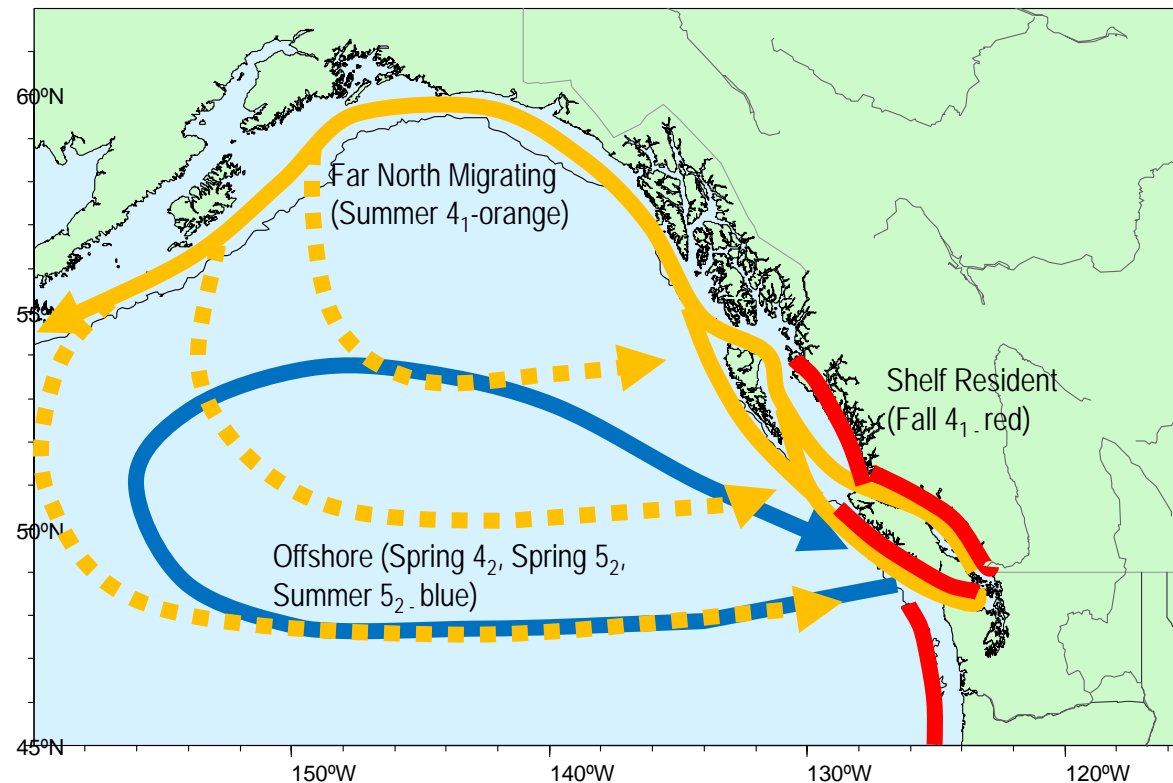 60ºN
Far North Migrating
(Summer 4₁-orange)
55ºN
Shelf Resident
(Fall 4₁ - red)
50ºN
Offshore (Spring 4₂, Spring 5₂,
Summer 5₂ - blue)
45ºN
150ºW 140ºW 130ºW 120ºW